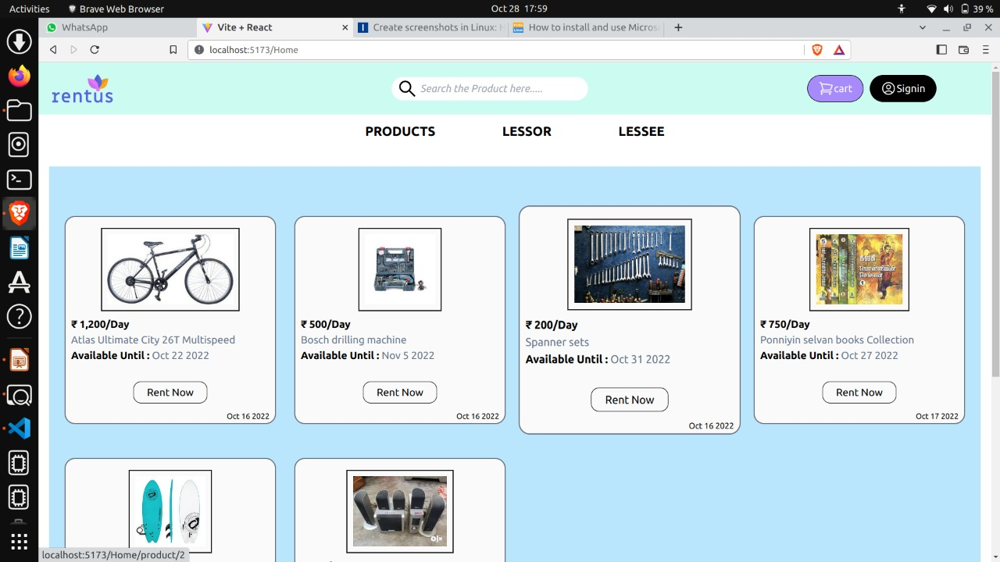 Activities
Brave Web Browser
Oct 28 17:59
39 %
WhatsApp
Vite + React
Create screenshots in Linux: H
How to install and use Micros
localhost:5173/Home
rentus
Search the Product here.....
cart
Signin
PRODUCTS
LESSOR
LESSEE
₹ 1,200/Day
Atlas Ultimate City 26T Multispeed
Available Until : Oct 22 2022
Rent Now
Oct 16 2022
₹ 500/Day
Bosch drilling machine
Available Until : Nov 5 2022
Rent Now
Oct 16 2022
₹ 200/Day
Spanner sets
Available Until : Oct 31 2022
Rent Now
Oct 16 2022
கல்கி
பொன்னியின்
செல்வன்
1
₹ 750/Day
Ponniyin selvan books Collection
Available Until : Oct 27 2022
Rent Now
Oct 17 2022
olx
localhost:5173/Home/product/2